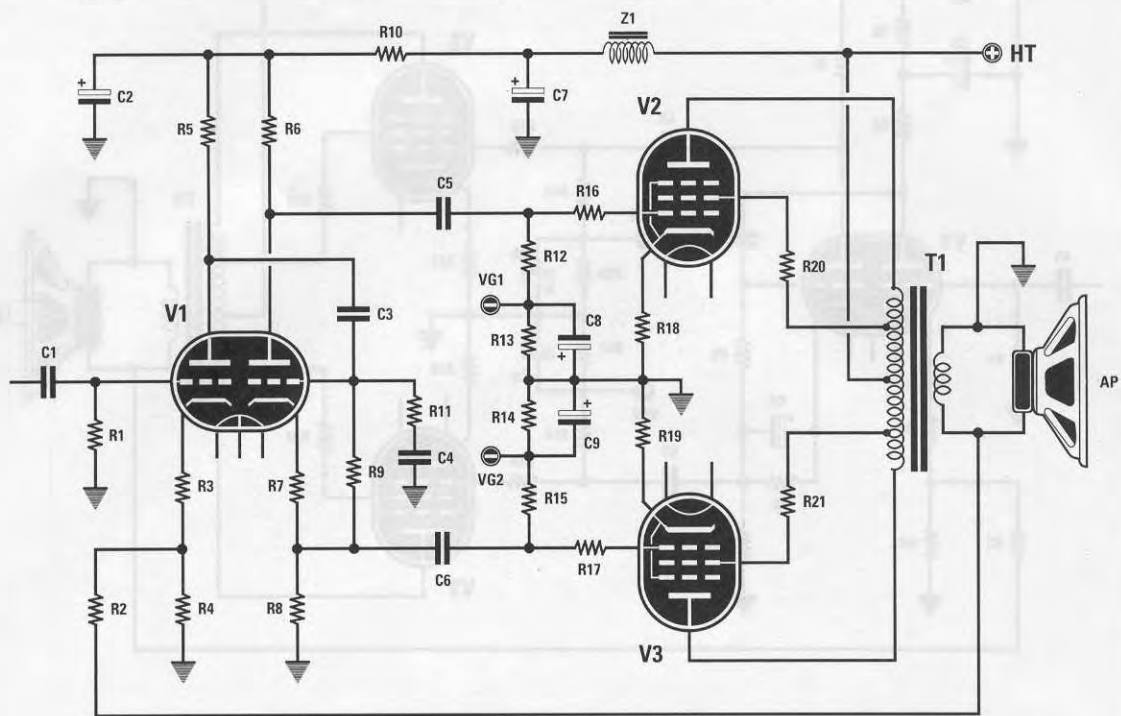 R10
Z1
HT
C2
C7
R5
R6
V2
C5
R16
R12
R20
T1
VG1
C3
C8
V1
R13
R18
C1
AP
R11
R14
R1
C4
C9
R19
R9
VG2
R3
R7
R15
R21
C6
R17
R2
R4
R8
V3
+
+
+
+